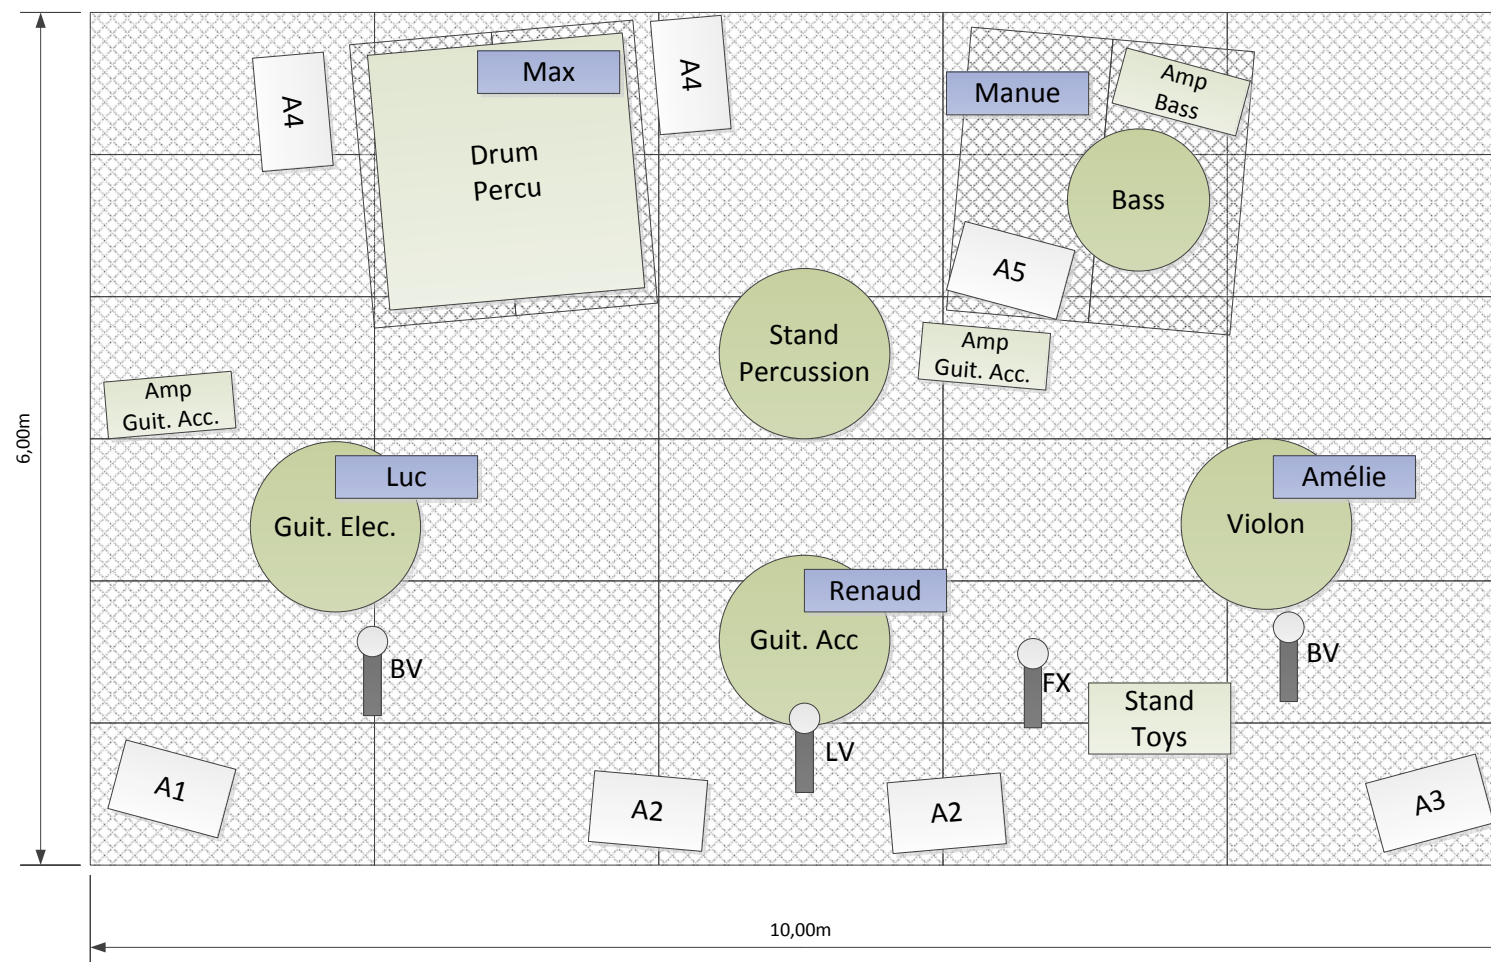 A4
Max
A4
Drum
Percu
Manue
Amp
Bass
Bass
A5
Stand
Percussion
Amp
Guit. Acc.
Amp
Guit. Acc.
6,00m
Luc
Guit. Elec.
Amélie
Violon
Renaud
Guit. Acc
BV
FX
BV
Stand
Toys
LV
A1
A2
A2
A3
10,00m